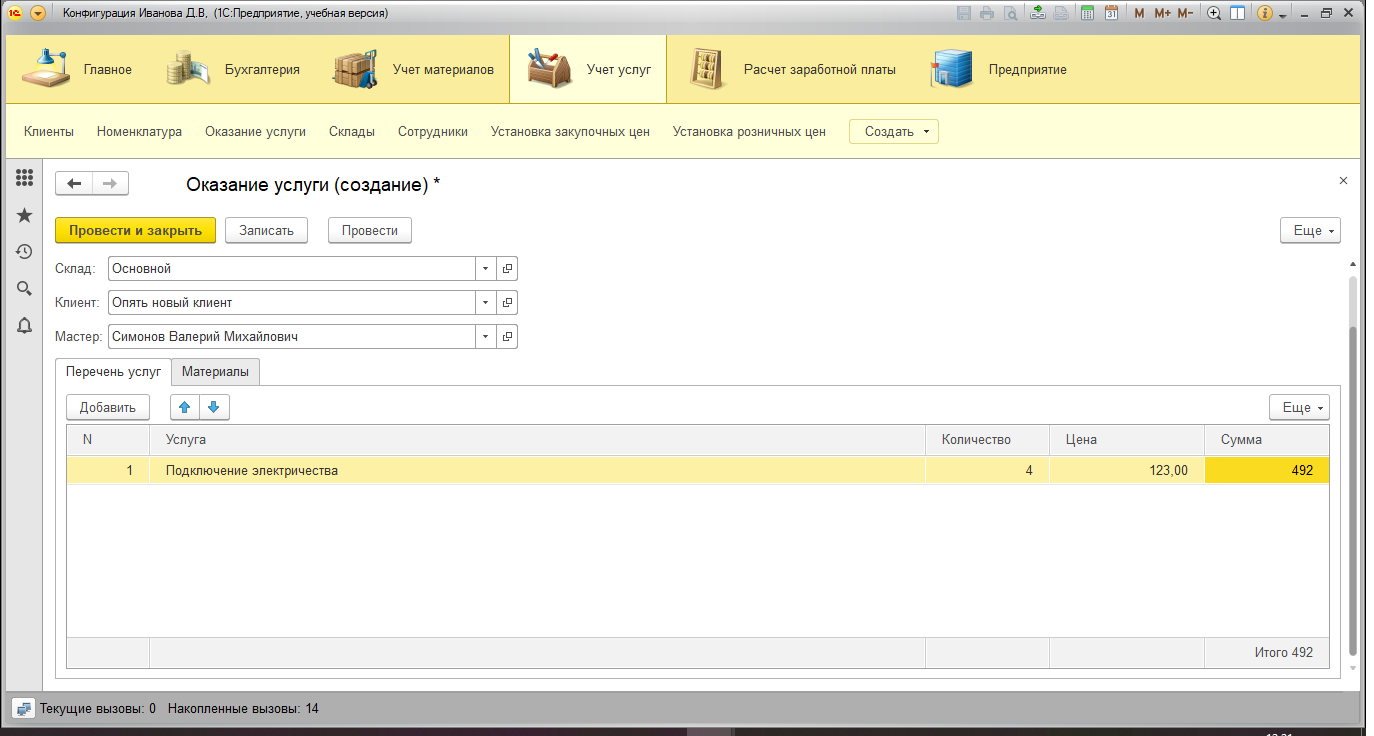 Конфигурация Иванова Д.В, (1С:Предприятие, учебная версия)
31 M M+ M-
Главное Бухгалтерия Учет материалов Учет услуг Расчет заработной платы Предприятие
Клиенты Номенклатура Оказание услуги Склады Сотрудники Установка закупочных цен Установка розничных цен Создать
Оказание услуги (создание) *
Провести и закрыть Записать Провести Еще
Склад: Основной
Клиент: Опять новый клиент
Мастер: Симонов Валерий Михайлович
Перечень услуг Материалы
Добавить Еще
N Услуга Количество Цена Сумма
1 Подключение электричества 4 123,00 492
Итого 492
Текущие вызовы: 0 Накопленные вызовы: 14